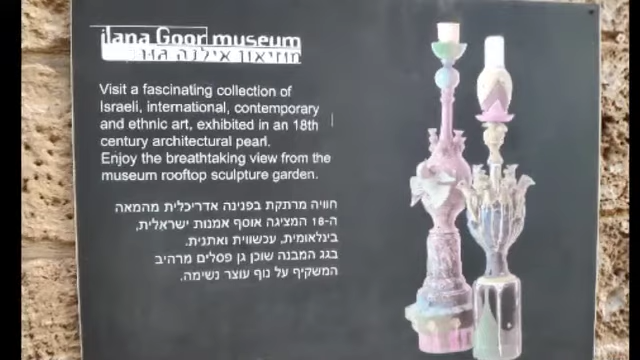 ilana Goor museum
מוזיאון אילנה גור
Visit a fascinating collection of
Israeli, international, contemporary
and ethnic art, exhibited in an 18th
century architectural pearl.
Enjoy the breathtaking view from the
museum rooftop sculpture garden.
חוויה מרתקת בפנינה אדריכלית מהמאה
ה-18 המציגה אוסף אמנות ישראלית,
בינלאומית, עכשווית ואתנית.
בגג המבנה שוכן גן פסלים מרהיב
המשקיף על נוף עוצר נשימה.